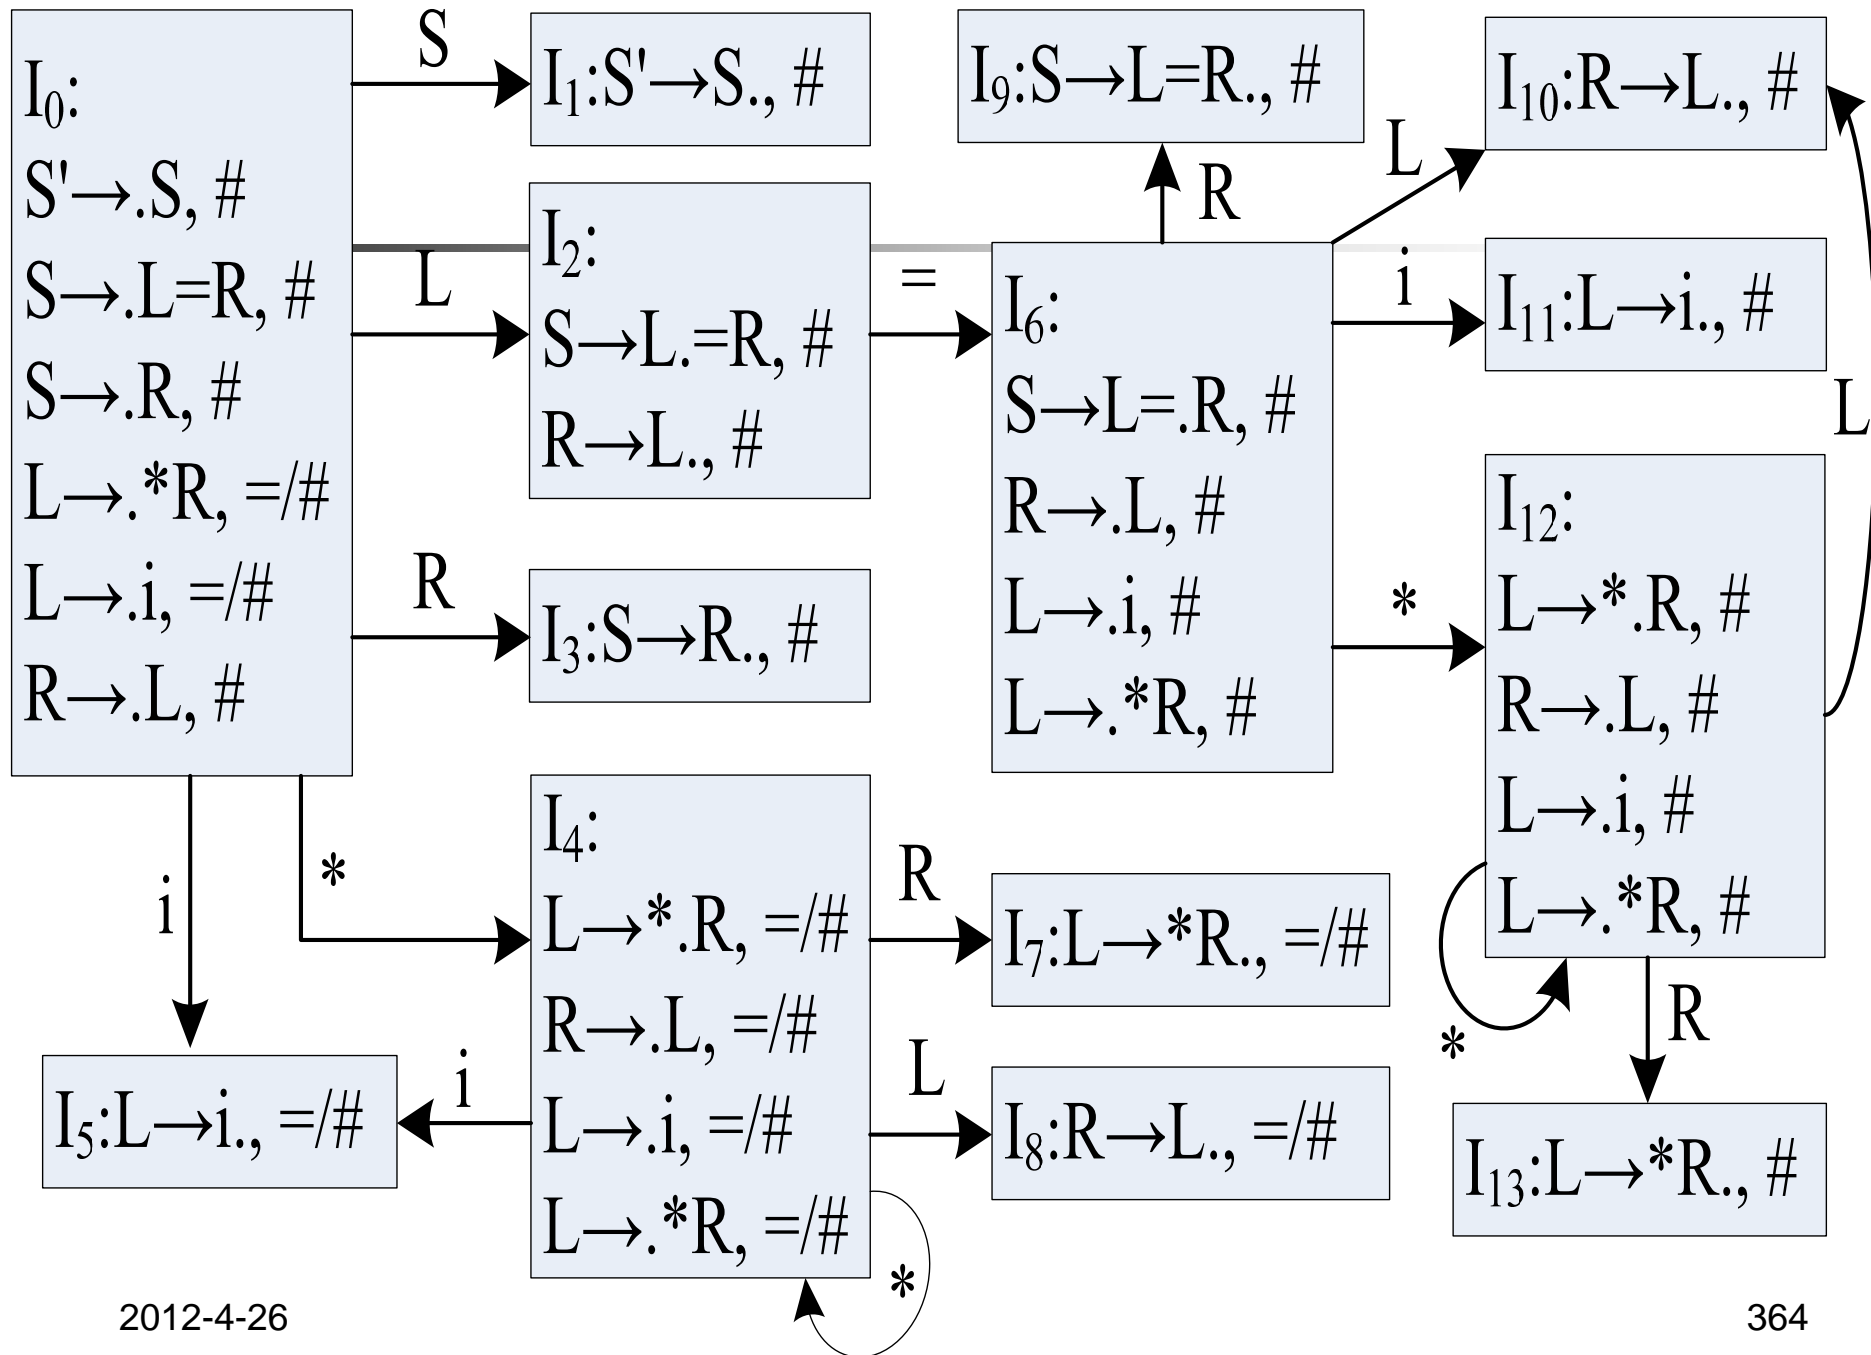 I₀:
S'→.S, #
S→.L=R, #
S→.R, #
L→.*R, =/#
L→.i, =/#
R→.L, #
S
I₁:S'→S., #
L
I₂:
S→L.=R, #
R→L., #
R
I₃:S→R., #
i
*
I₄:
L→*.R, =/#
R→.L, =/#
L→.i, =/#
L→.*R, =/#
i
*
I₅:L→i., =/#
=
I₆:
S→L=.R, #
R→.L, #
L→.i, #
L→.*R, #
R
I₇:L→*R., =/#
L
I₈:R→L., =/#
R
I₉:S→L=R., #
L
I₁₀:R→L., #
i
I₁₁:L→i., #
*
I₁₂:
L→*.R, #
R→.L, #
L→.i, #
L→.*R, #
L
*
R
I₁₃:L→*R., #
2012-4-26
364